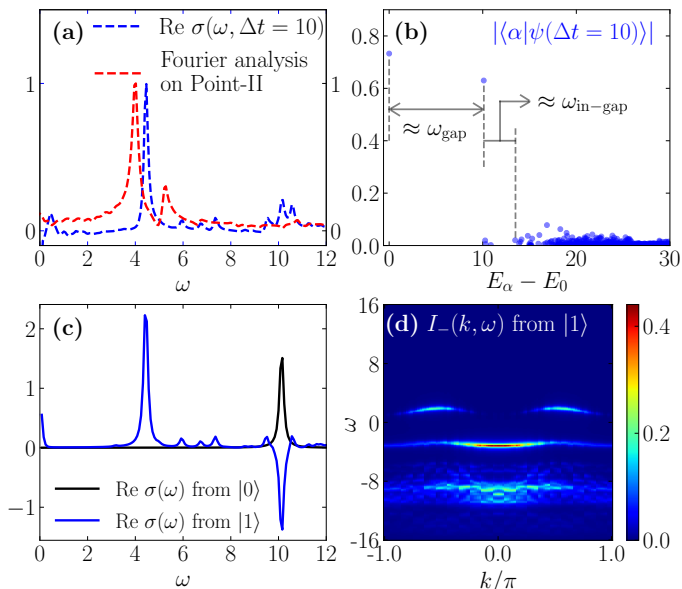 (a)
Re σ(ω, Δt = 10)
Fourier analysis
on Point-II
1
0
1
0
0 2 4 6 8 10 12
ω
(b)
|⟨α|ψ(Δt = 10)⟩|
≈ ω_gap
≈ ω_in−gap
0.8
0.6
0.4
0.2
0.0
0 10 20 30
E_α − E_0
(c)
2
1
0
−1
Re σ(ω) from |0⟩
Re σ(ω) from |1⟩
0 2 4 6 8 10 12
ω
(d)
I_−(k, ω) from |1⟩
16
8
0
-8
-16
ω
-1.0 0.0 1.0
k/π
0.4
0.2
0.0